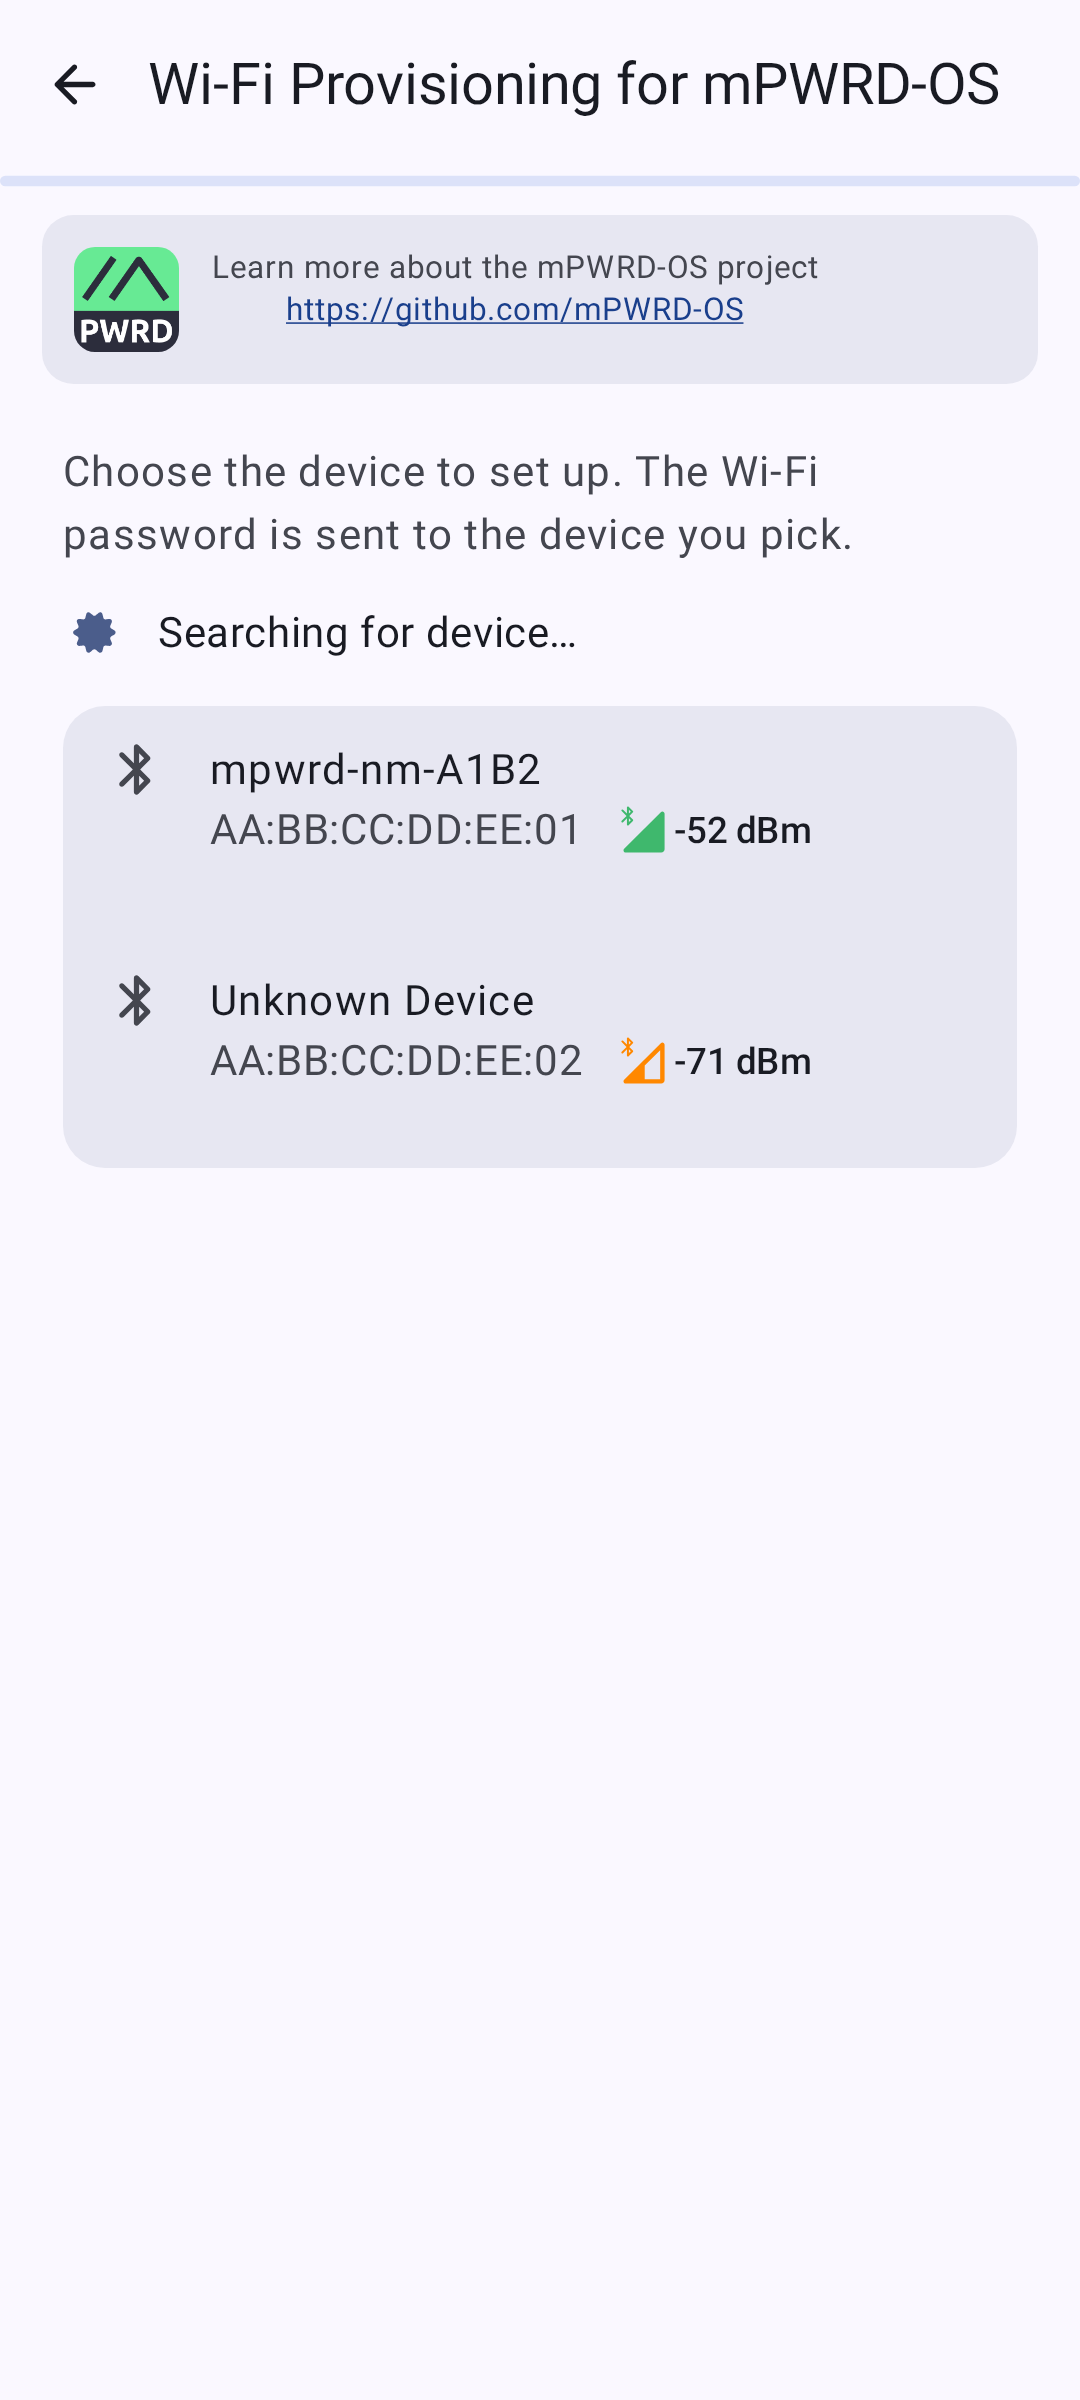 Wi-Fi Provisioning for mPWRD-OS
Learn more about the mPWRD-OS project
https://github.com/mPWRD-OS
PWRD
Choose the device to set up. The Wi-Fi
password is sent to the device you pick.
Searching for device…
mpwrd-nm-A1B2
AA:BB:CC:DD:EE:01 -52 dBm
Unknown Device
AA:BB:CC:DD:EE:02 -71 dBm